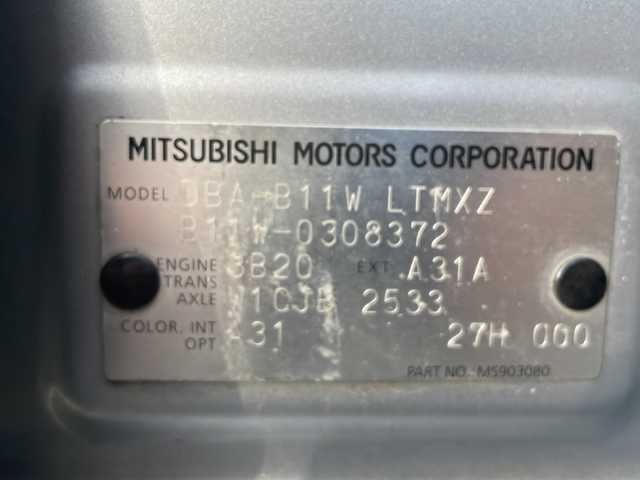 MITSUBISHI MOTORS CORPORATION
MODEL DBA-B11W LTMXZ
B11W-0308372
ENGINE 3B20 EXT A31A
TRANS
AXLE 2533
COLOR, INT 31 27H 000
OPT
PART NO. MS903080